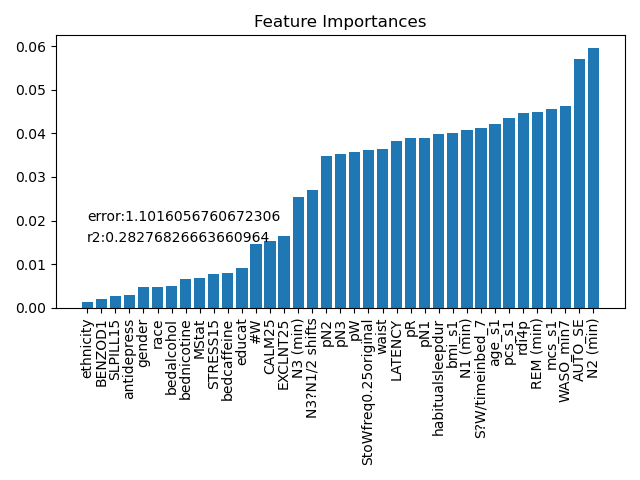 Feature Importances
0.06
0.05
0.04
0.03
0.02
0.01
0.00
error:1.1016056760672306
r2:0.28276826663660964
ethnicity
BENZOD1
SLPILL15
antidepress
gender
race
bedalcohol
bednicotine
MStat
STRESS15
bedcaffeine
educat
#W
CALM25
EXCLNT25
N3 (min)
N3?N1/2 shifts
pN2
pN3
pW
StoWfreq0.25original
waist
LATENCY
pR
pN1
habitualsleepdur
bmi_s1
N1 (min)
S?W/timeinbed_7
age_s1
pcs_s1
rdi4p
REM (min)
mcs_s1
WASO_min7
AUTO_SE
N2 (min)